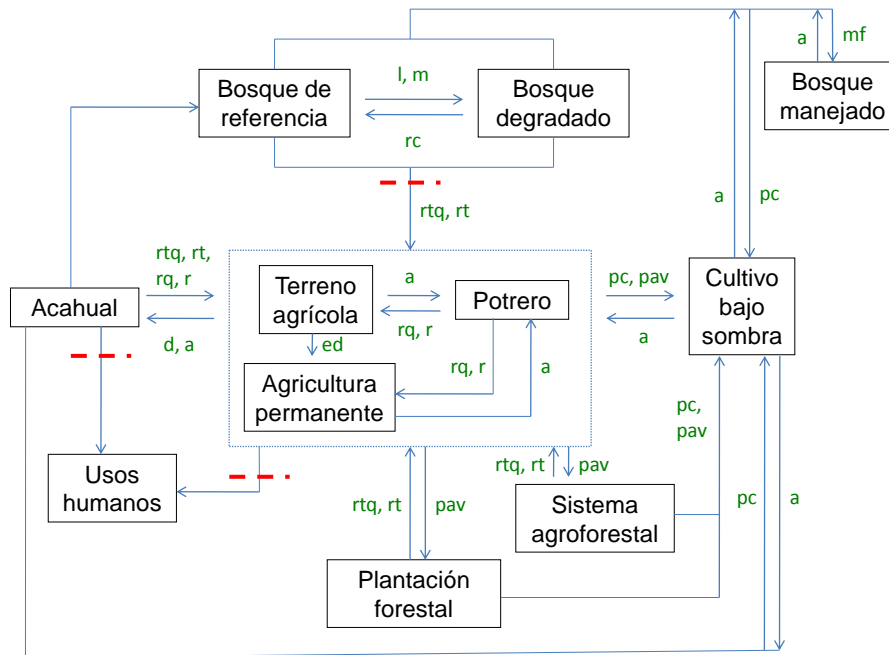 a
mf
Bosque de
referencia
l, m
rc
Bosque
degradado
Bosque
manejado
rtq, rt
a
pc
rtq, rt,
rq, r
Acahual
d, a
Terreno
agrícola
a
rq, r
Potrero
ed
rq, r
a
Agricultura
permanente
pc, pav
a
Cultivo
bajo
sombra
Usos
humanos
rtq, rt
pav
rtq, rt
pav
Sistema
agroforestal
pc,
pav
pc
a
Plantación
forestal